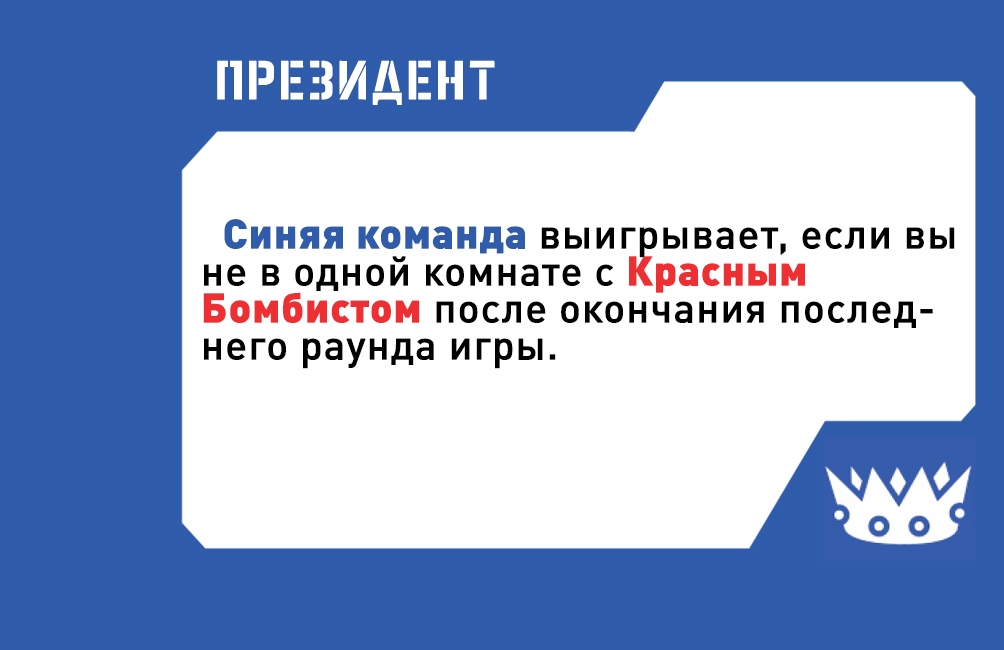 ПРЕЗИДЕНТ
Синяя команда выигрывает, если вы
не в одной комнате с Красным
Бомбистом после окончания послед-
него раунда игры.